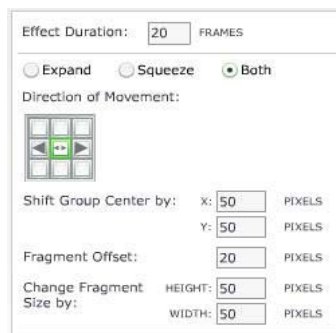 Effect Duration: 20 FRAMES
Expand Squeeze Both
Direction of Movement:
Shift Group Center by: X: 50 PIXELS
Y: 50 PIXELS
Fragment Offset: 20 PIXELS
Change Fragment HEIGHT: 50 PIXELS
Size by: WIDTH: 50 PIXELS